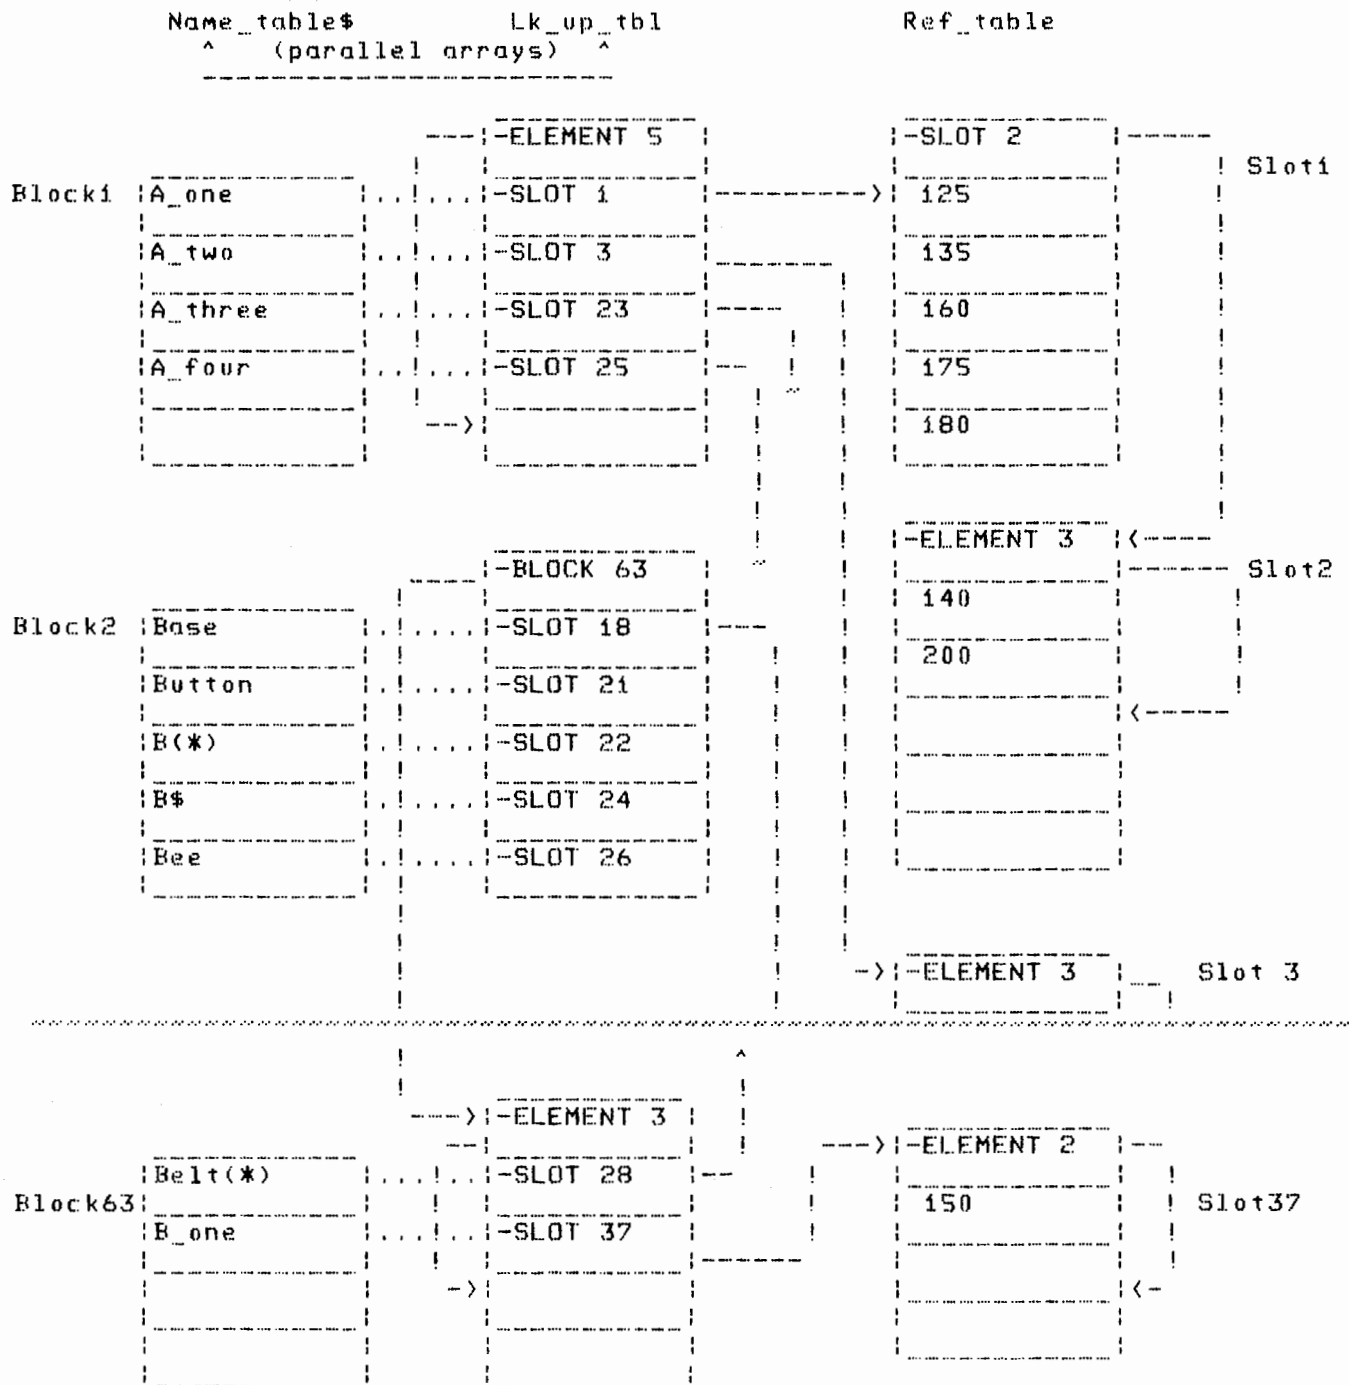 Name_table$ Lk_up_tbl Ref_table
^ (parallel arrays) ^
-ELEMENT 5 -SLOT 2
Slot1
Block1 A_one -SLOT 1 125
A_two -SLOT 3 135
A_three -SLOT 23 160
A_four -SLOT 25 175
180
-ELEMENT 3
-BLOCK 63 Slot2
140
Block2 Base -SLOT 18
200
Button -SLOT 21
B(*) -SLOT 22
B$ -SLOT 24
Bee -SLOT 26
-ELEMENT 3 Slot 3
-ELEMENT 3
-ELEMENT 2
Belt(*) -SLOT 28
Block63 150 Slot37
B_one -SLOT 37